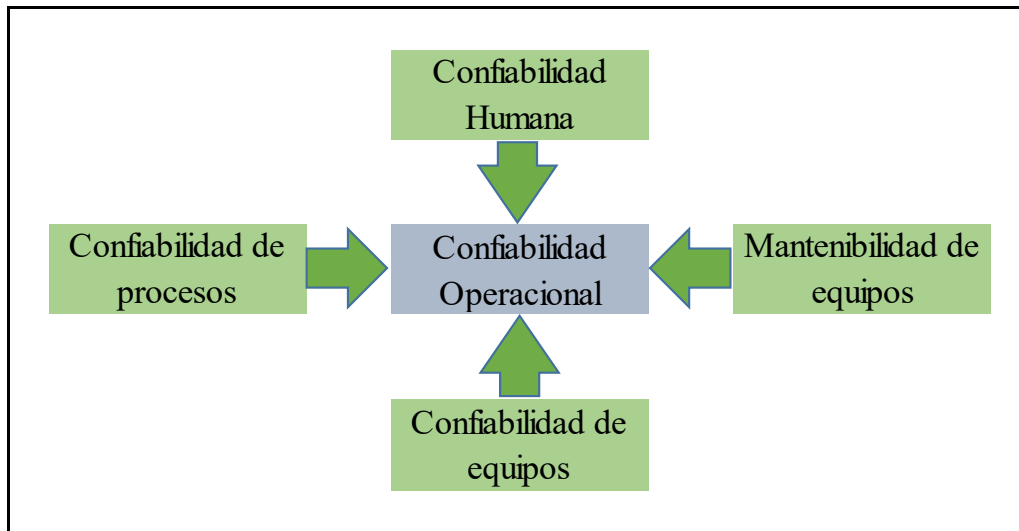 Confiabilidad
Humana
Confiabilidad de
procesos
Confiabilidad
Operacional
Mantenibilidad de
equipos
Confiabilidad de
equipos